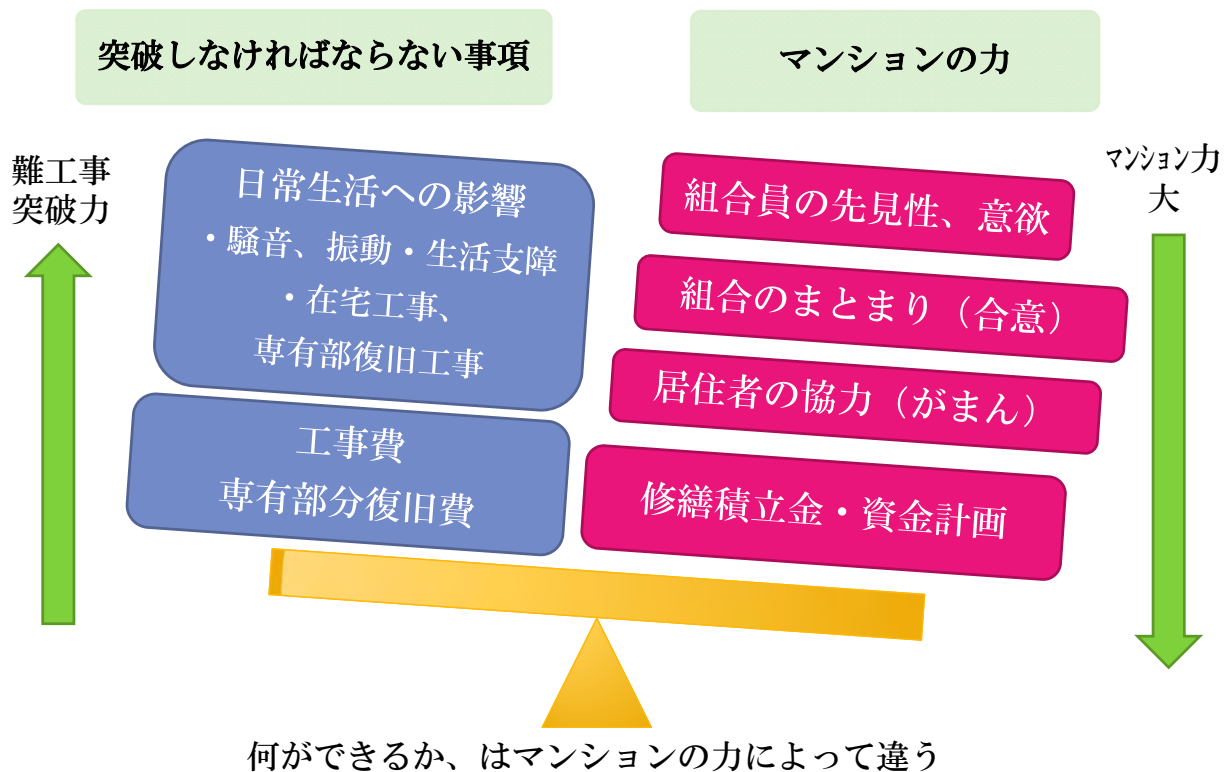 突破しなければならない事項
マンションの力
難工事
突破力
日常生活への影響
・騒音、振動・生活支障
・在宅工事、
専有部復旧工事
工事費
専有部分復旧費
組合員の先見性、意欲
組合のまとまり（合意）
居住者の協力（がまん）
修繕積立金・資金計画
マンション力
大
何ができるか、はマンションの力によって違う